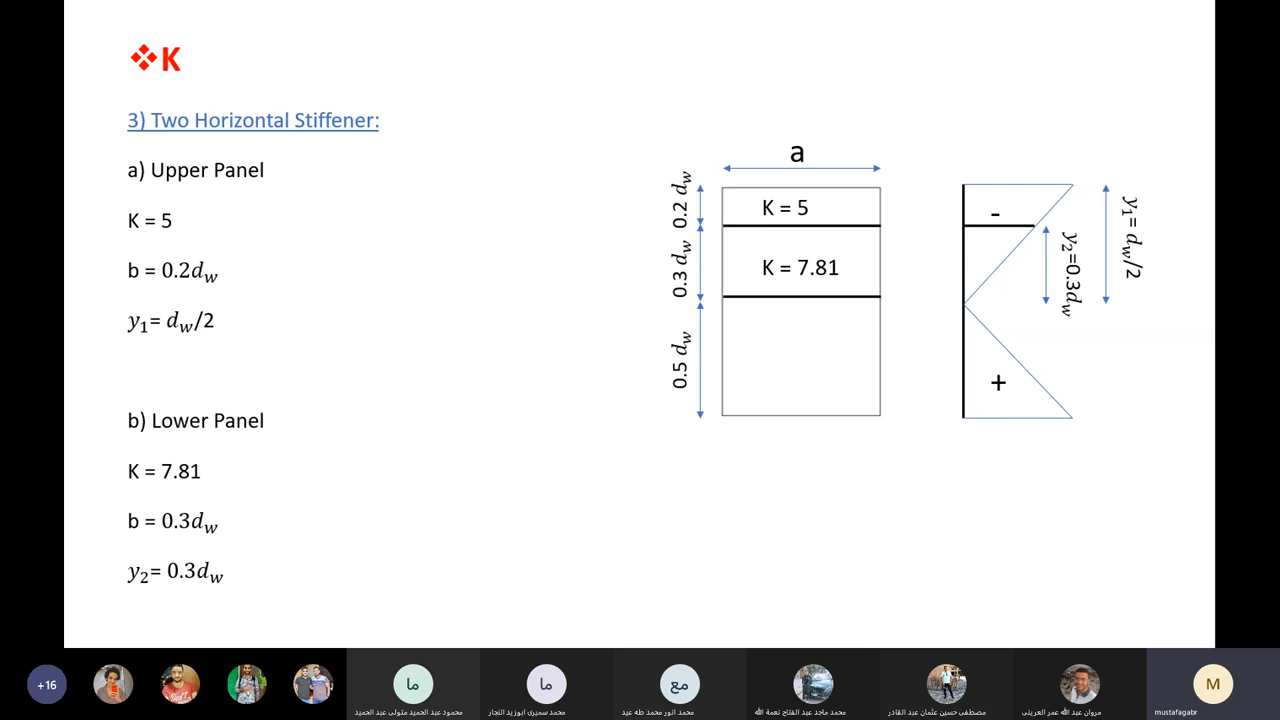 ❖K
3) Two Horizontal Stiffener:
a) Upper Panel
K = 5
b = 0.2d_w
y_1= d_w/2
b) Lower Panel
K = 7.81
b = 0.3d_w
y_2= 0.3d_w
a
0.2 d_w
0.3 d_w
0.5 d_w
K = 5
K = 7.81
-
+
y_2=0.3d_w
y_1= d_w/2
+16
ما
محمود عبد الحميد متولى عبد الحميد
ما
محمد سميرى ابوزيد النجار
مع
محمد انور محمد طه عيد
محمد ماجد عبد الفتاح نعمة الله
مصطفى حسين عثمان عبد القادر
مروان عبد الله عمر العرينى
M
mustafagabr